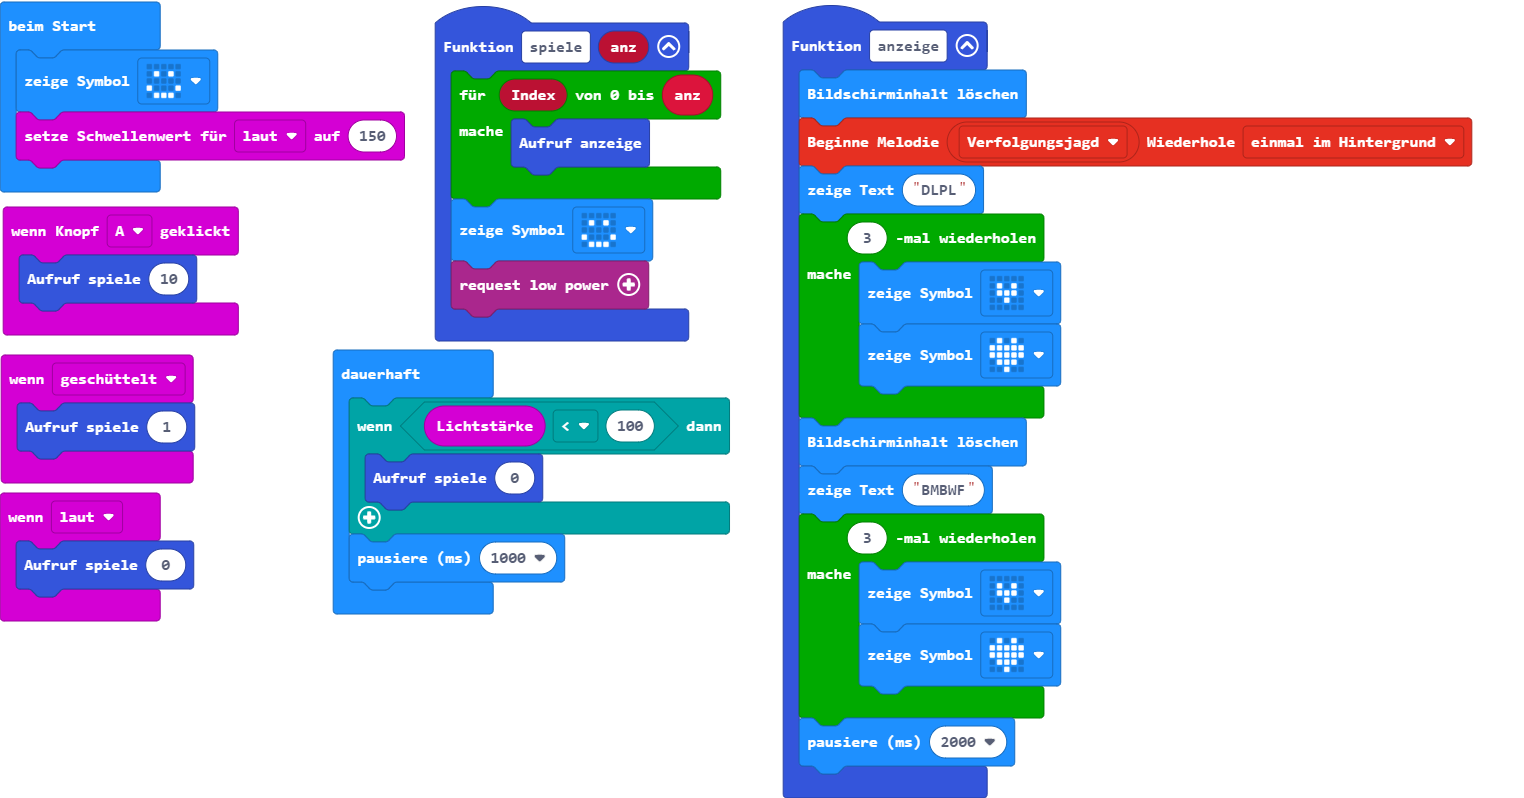 beim Start
zeige Symbol
setze Schwellenwert für laut auf 150
wenn Knopf A geklickt
Aufruf spiele 10
wenn geschüttelt
Aufruf spiele 1
wenn laut
Aufruf spiele 0
Funktion spiele anz
für Index von 0 bis anz
mache Aufruf anzeige
zeige Symbol
request low power
dauerhaft
wenn Lichtstärke < 100 dann
Aufruf spiele 0
pausiere (ms) 1000
Funktion anzeige
Bildschirminhalt löschen
Beginne Melodie Verfolgungsjagd Wiederhole einmal im Hintergrund
zeige Text "DLPL"
3 -mal wiederholen
mache zeige Symbol
zeige Symbol
Bildschirminhalt löschen
zeige Text "BMBWF"
3 -mal wiederholen
mache zeige Symbol
zeige Symbol
pausiere (ms) 2000